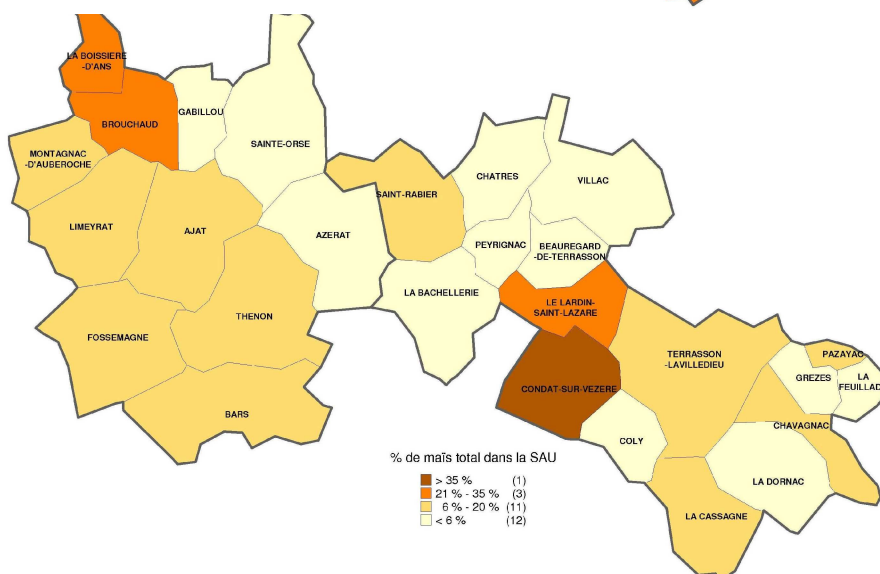 LA BOISSIERE
-D'ANS
BROUCHAUD
GABILLOU
SAINTE-ORSE
MONTAGNAC
-D'AUBEROCHE
LIMEYRAT
AJAT
AZERAT
SAINT-RABIER
CHATRES
VILLAC
PEYRIGNAC
BEAUREGARD
-DE-TERRASSON
LA BACHELLERIE
LE LARDIN-
SAINT-LAZARE
FOSSEMAGNE
THENON
BARS
CONDAT-SUR-VEZERE
TERRASSON
-LAVILLEDIEU
PAZAYAC
GREZES
LA
FEUILLAD
CHAVAGNAC
COLY
LA DORNAC
LA CASSAGNE
% de maïs total dans la SAU
> 35 % (1)
21 % - 35 % (3)
6 % - 20 % (11)
< 6 % (12)